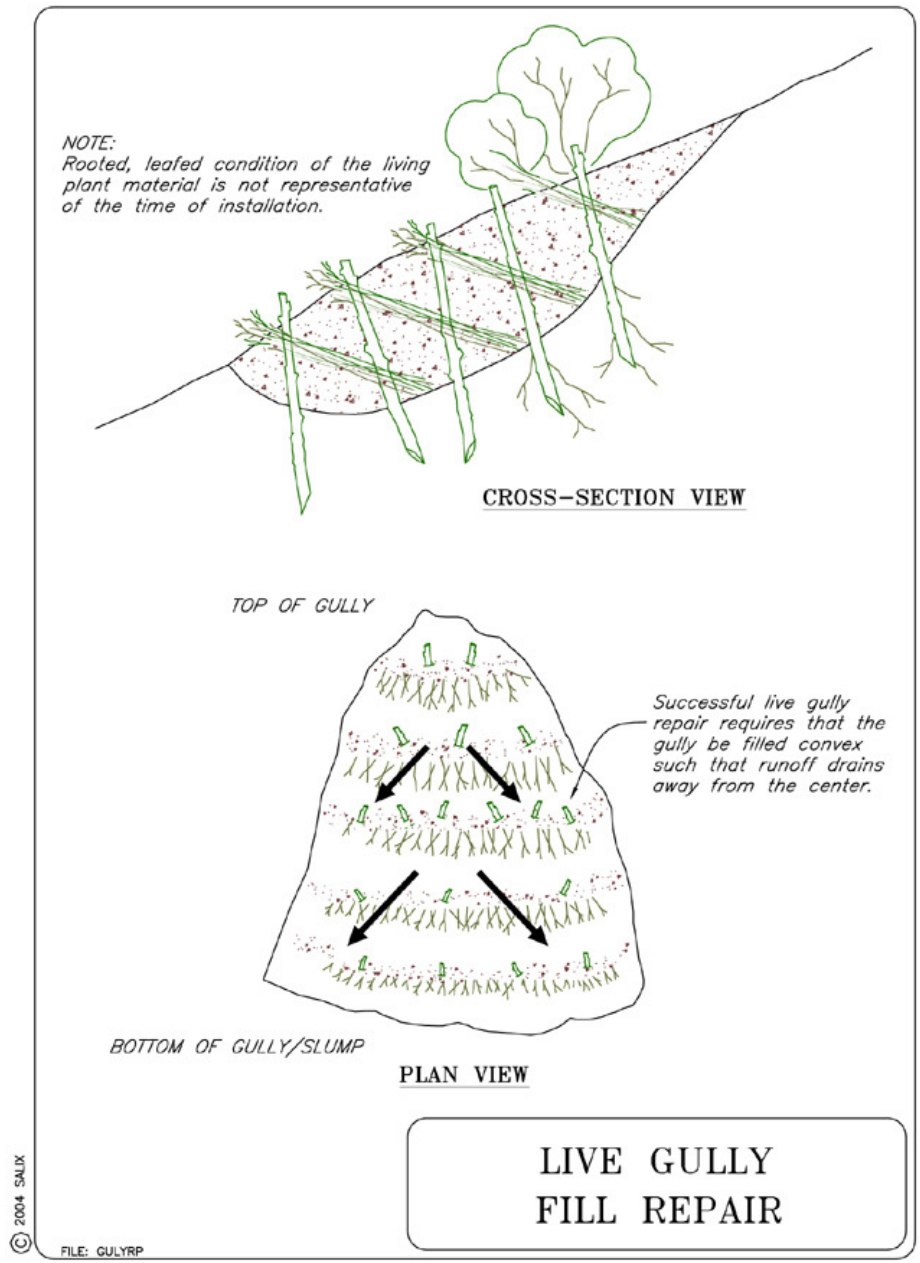 NOTE:
Rooted, leafed condition of the living
plant material is not representative
of the time of installation.
CROSS-SECTION VIEW
TOP OF GULLY
Successful live gully
repair requires that the
gully be filled convex
such that runoff drains
away from the center.
BOTTOM OF GULLY/SLUMP
PLAN VIEW
LIVE GULLY
FILL REPAIR
© 2004 SALIX
FILE: GULYRP